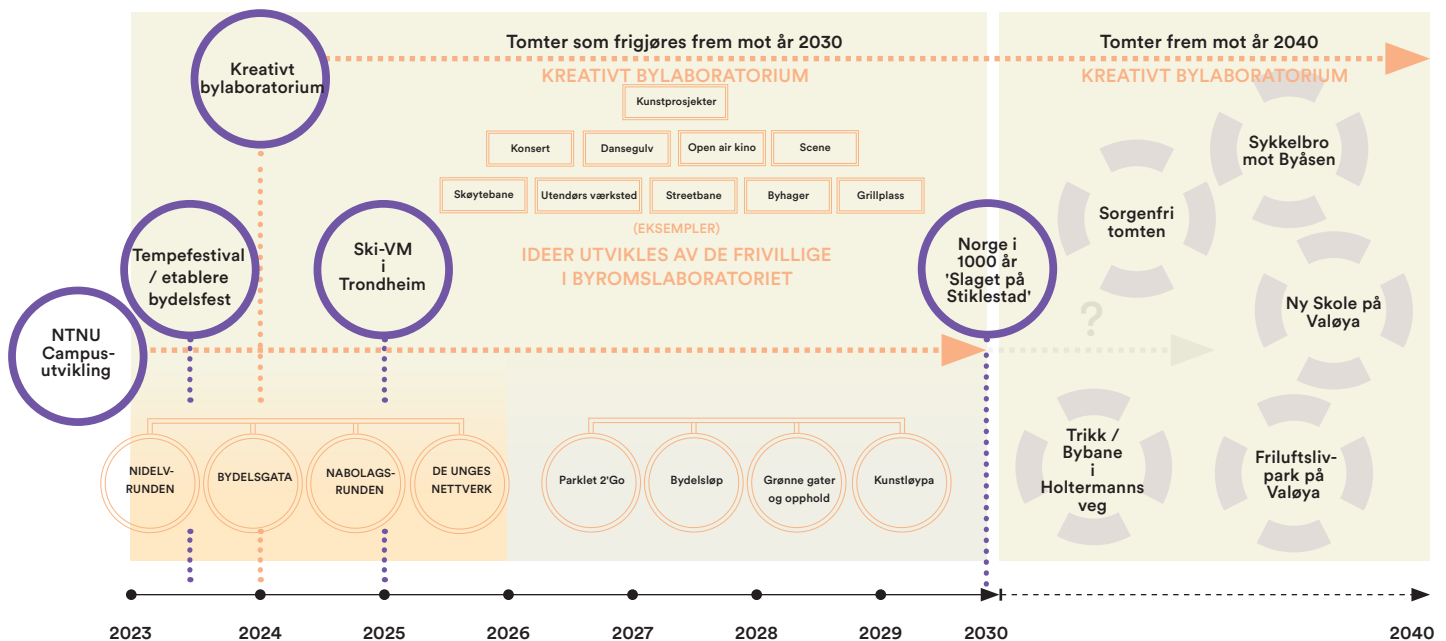 Tomter som frigjøres frem mot år 2030
Tomter frem mot år 2040
Kreativt
bylaboratorium
KREATIVT BYLABORATORIUM
KREATIVT BYLABORATORIUM
Kunstprosjekter
Konsert
Dansegulv
Open air kino
Scene
Skøytebane
Utendørs værksted
Streetbane
Byhager
Grillplass
(EKSEMPLER)
IDEER UTVIKLES AV DE FRIVILLIGE
I BYROMSLABORATORIET
Tempefestival
/ etablere
bydelsfest
Ski-VM
i
Trondheim
Norge i
1000 år
'Slaget på
Stiklestad'
NTNU
Campus-
utvikling
Sykkelbro
mot Byåsen
Sorgenfri
tomten
?
Ny Skole på
Valøya
Trikk /
Bybane
i
Holtermanns
veg
Friluftsliv-
park på
Valøya
NIDELV-
RUNDEN
BYDELSGATA
NABOLAGS-
RUNDEN
DE UNGES
NETTVERK
Parklet 2'Go
Bydelsløp
Grønne gater
og opphold
Kunstløypa
2023
2024
2025
2026
2027
2028
2029
2030
2040